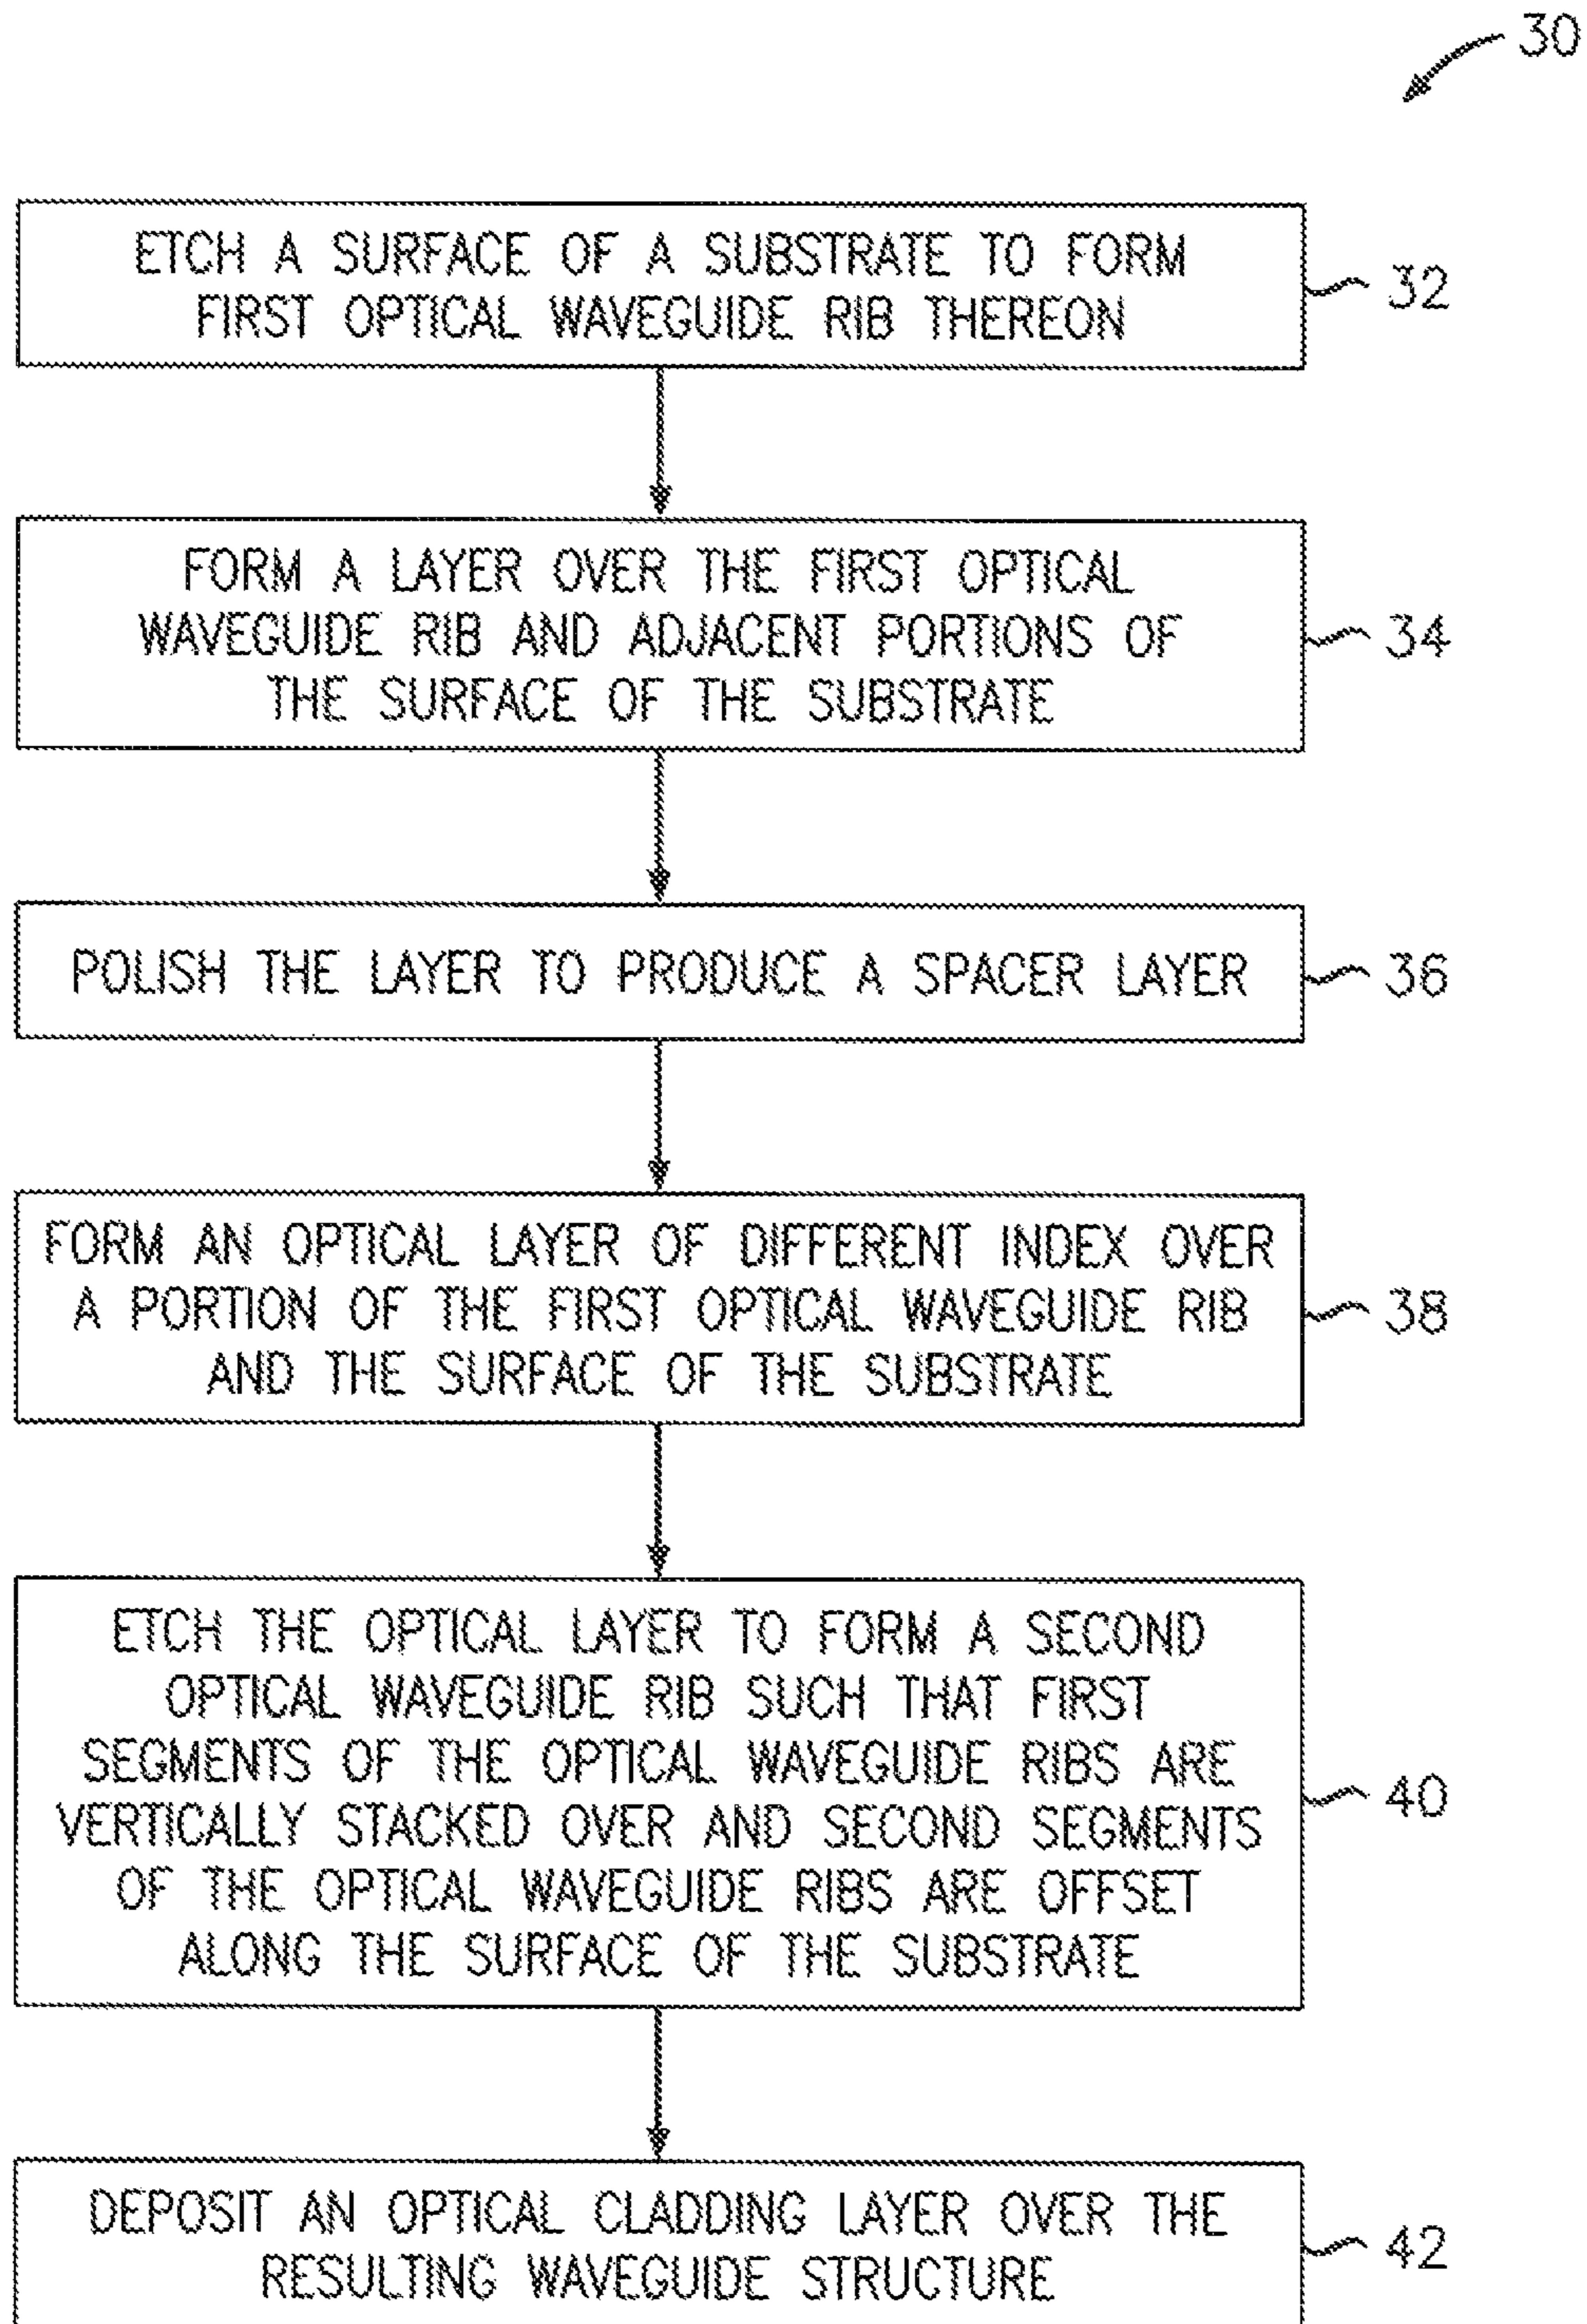 30
ETCH A SURFACE OF A SUBSTRATE TO FORM
FIRST OPTICAL WAVEGUIDE RIB THEREON
32
FORM A LAYER OVER THE FIRST OPTICAL
WAVEGUIDE RIB AND ADJACENT PORTIONS OF
THE SURFACE OF THE SUBSTRATE
34
POLISH THE LAYER TO PRODUCE A SPACER LAYER
36
FORM AN OPTICAL LAYER OF DIFFERENT INDEX OVER
A PORTION OF THE FIRST OPTICAL WAVEGUIDE RIB
AND THE SURFACE OF THE SUBSTRATE
38
ETCH THE OPTICAL LAYER TO FORM A SECOND
OPTICAL WAVEGUIDE RIB SUCH THAT FIRST
SEGMENTS OF THE OPTICAL WAVEGUIDE RIBS ARE
VERTICALLY STACKED OVER AND SECOND SEGMENTS
OF THE OPTICAL WAVEGUIDE RIBS ARE OFFSET
ALONG THE SURFACE OF THE SUBSTRATE
40
DEPOSIT AN OPTICAL CLADDING LAYER OVER THE
RESULTING WAVEGUIDE STRUCTURE
42